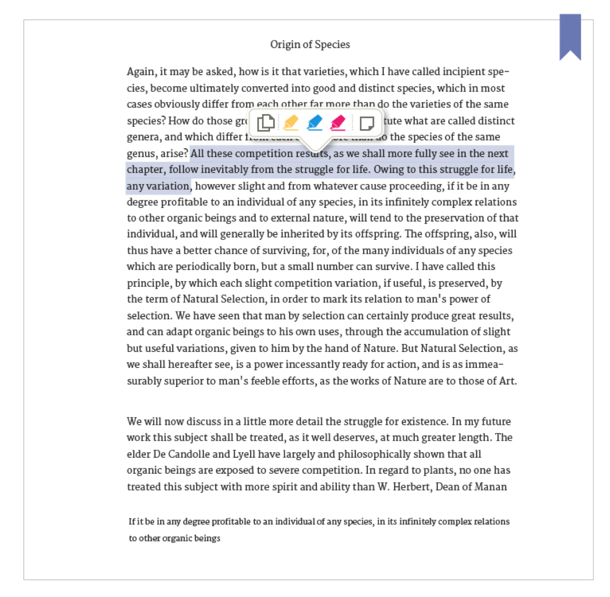 Origin of Species
Again, it may be asked, how is it that varieties, which I have called incipient spe-
cies, become ultimately converted into good and distinct species, which in most
cases obviously differ from each other far more than do the varieties of the same
species? How do those gr tute what are called distinct
genera, and which differ from each do the species of the same
genus, arise? All these competition results, as we shall more fully see in the next
chapter, follow inevitably from the struggle for life. Owing to this struggle for life,
any variation, however slight and from whatever cause proceeding, if it be in any
degree profitable to an individual of any species, in its infinitely complex relations
to other organic beings and to external nature, will tend to the preservation of that
individual, and will generally be inherited by its offspring. The offspring, also, will
thus have a better chance of surviving, for, of the many individuals of any species
which are periodically born, but a small number can survive. I have called this
principle, by which each slight competition variation, if useful, is preserved, by
the term of Natural Selection, in order to mark its relation to man's power of
selection. We have seen that man by selection can certainly produce great results,
and can adapt organic beings to his own uses, through the accumulation of slight
but useful variations, given to him by the hand of Nature. But Natural Selection, as
we shall hereafter see, is a power incessantly ready for action, and is as immea-
surably superior to man's feeble efforts, as the works of Nature are to those of Art.
We will now discuss in a little more detail the struggle for existence. In my future
work this subject shall be treated, as it well deserves, at much greater length. The
elder De Candolle and Lyell have largely and philosophically shown that all
organic beings are exposed to severe competition. In regard to plants, no one has
treated this subject with more spirit and ability than W. Herbert, Dean of Manan
If it be in any degree profitable to an individual of any species, in its infinitely complex relations
to other organic beings